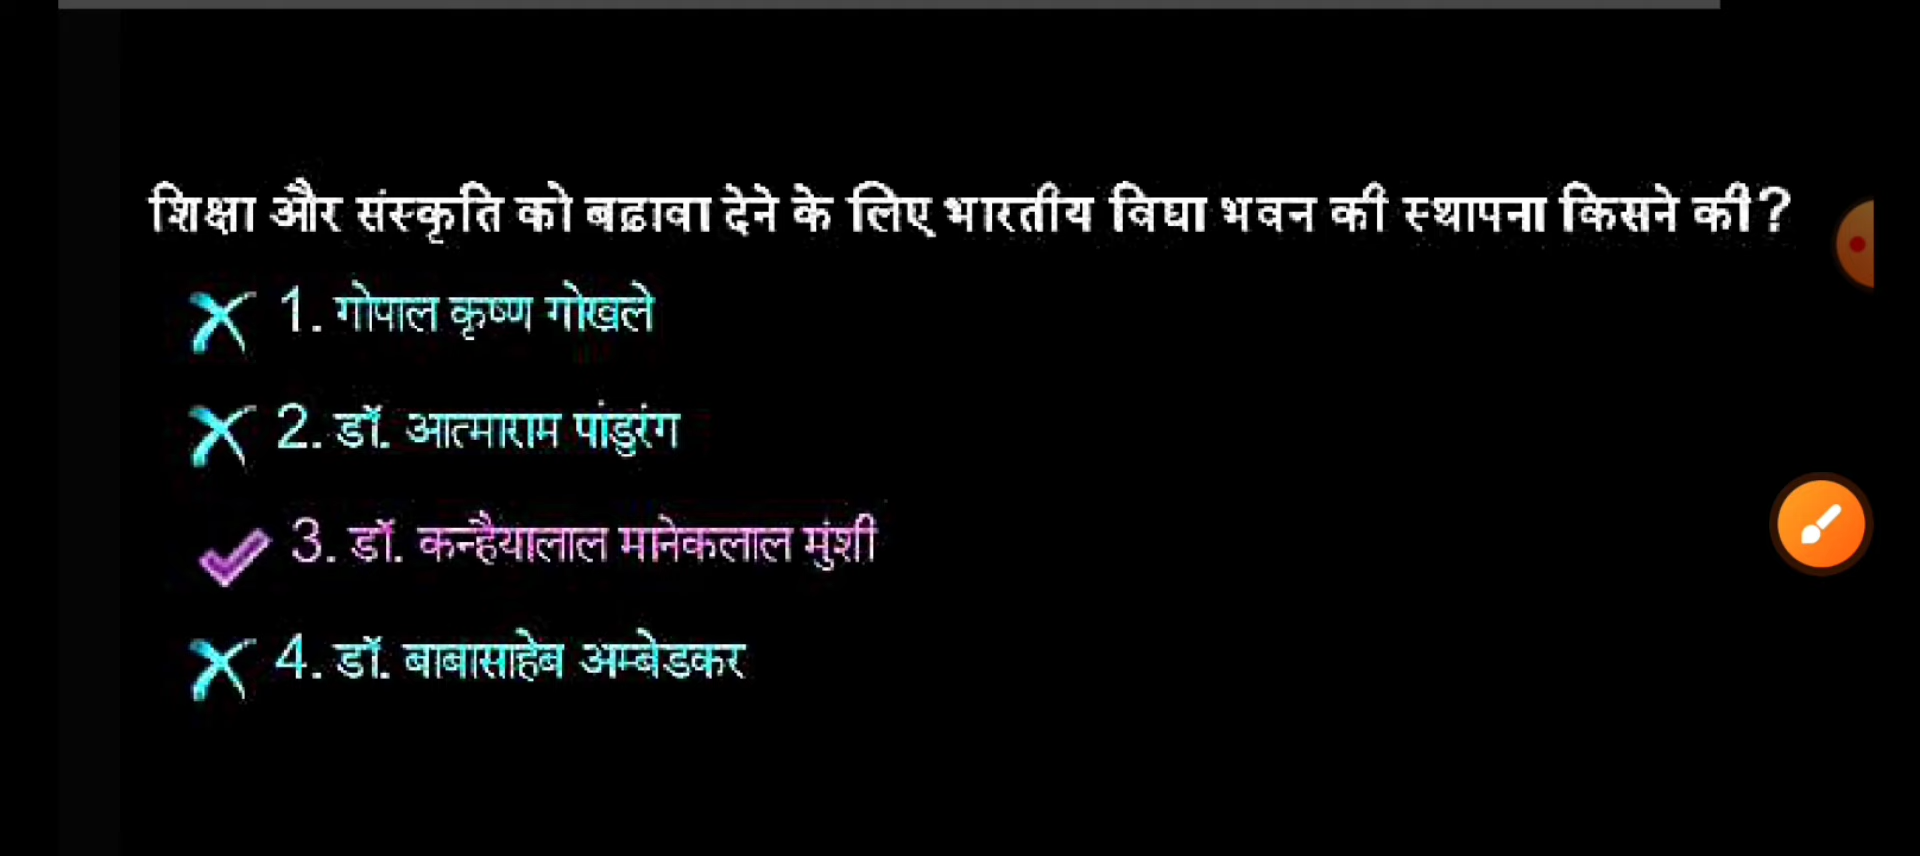 शिक्षा और संस्कृति को बढ़ावा देने के लिए भारतीय विघा भवन की स्थापना किसने की?
1. गोपाल कृष्ण गोखले
2. डॉ. आत्माराम पांडुरंग
3. डॉ. कन्हैयालाल मानेकलाल मुंशी
4. डॉ. बाबासाहेब अम्बेडकर